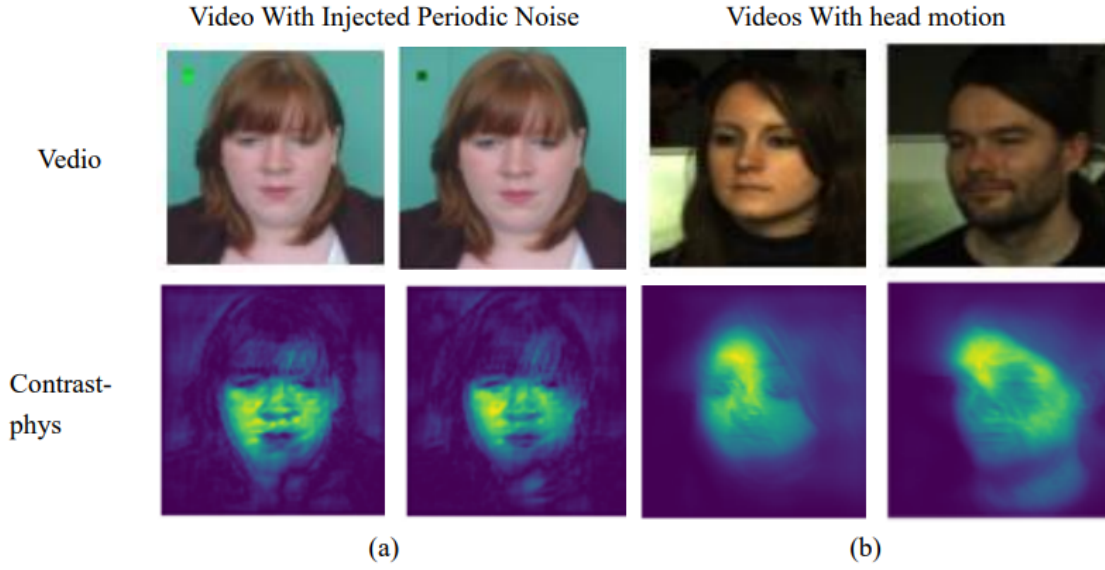 Video With Injected Periodic Noise
Videos With head motion
Vedio
Contrast-
phys
(a)
(b)